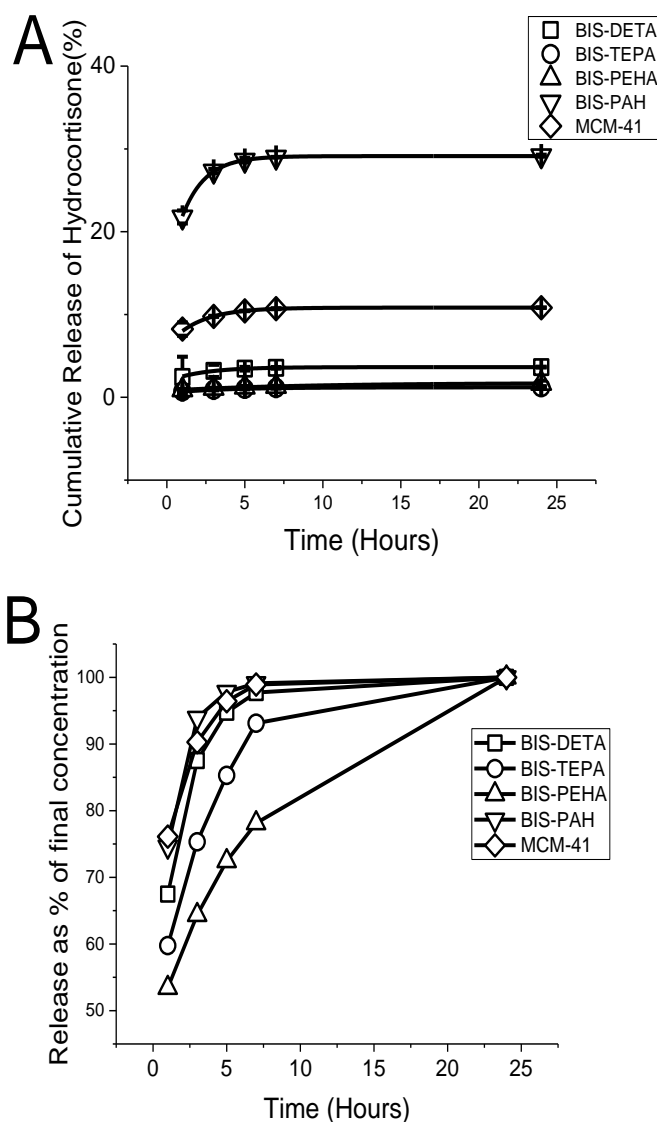 A
BIS-DETA
BIS-TEPA
BIS-PEHA
BIS-PAH
MCM-41
Cumulative Release of Hydrocortisone(%)
40
20
0
0 5 10 15 20 25
Time (Hours)
B
Release as % of final concentration
100
90
80
70
60
50
BIS-DETA
BIS-TEPA
BIS-PEHA
BIS-PAH
MCM-41
0 5 10 15 20 25
Time (Hours)